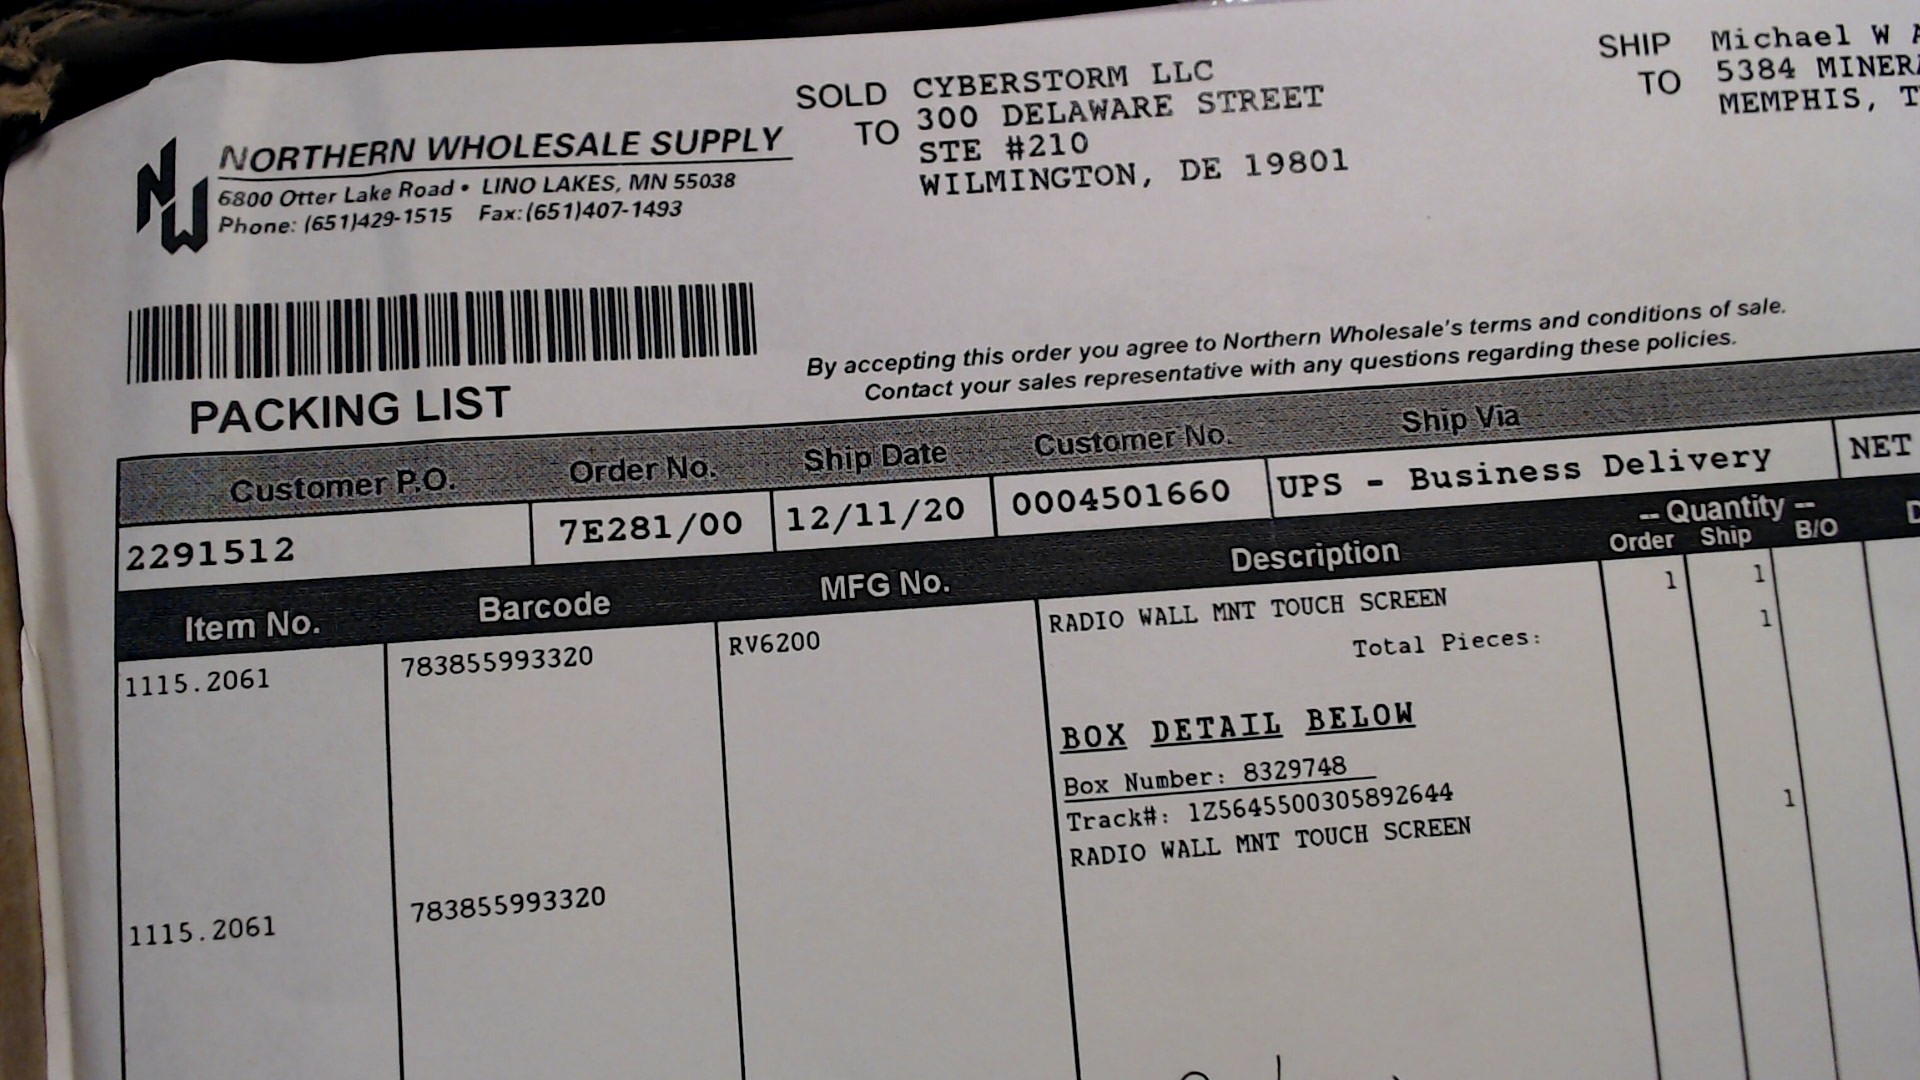 NORTHERN WHOLESALE SUPPLY
6800 Otter Lake Road • LINO LAKES, MN 55038
Phone: (651)429-1515 Fax:(651)407-1493
SOLD TO
CYBERSTORM LLC
300 DELAWARE STREET
STE #210
WILMINGTON, DE 19801
SHIP TO
Michael W
5384
MEMPHIS,
PACKING LIST
By accepting this order you agree to Northern Wholesale's terms and conditions of sale.
Contact your sales representative with any questions regarding these policies.
Customer P.O. Order No. Ship Date Customer No. Ship Via
2291512 7E281/00 12/11/20 0004501660 UPS - Business Delivery NET
Item No. Barcode MFG No. Description -- Quantity --
Order Ship B/O
1115.2061 783855993320 RV6200 RADIO WALL MNT TOUCH SCREEN 1 1
Total Pieces: 1
BOX DETAIL BELOW
Box Number: 8329748
Track#: 1Z5645500305892644
1115.2061 783855993320 RADIO WALL MNT TOUCH SCREEN 1